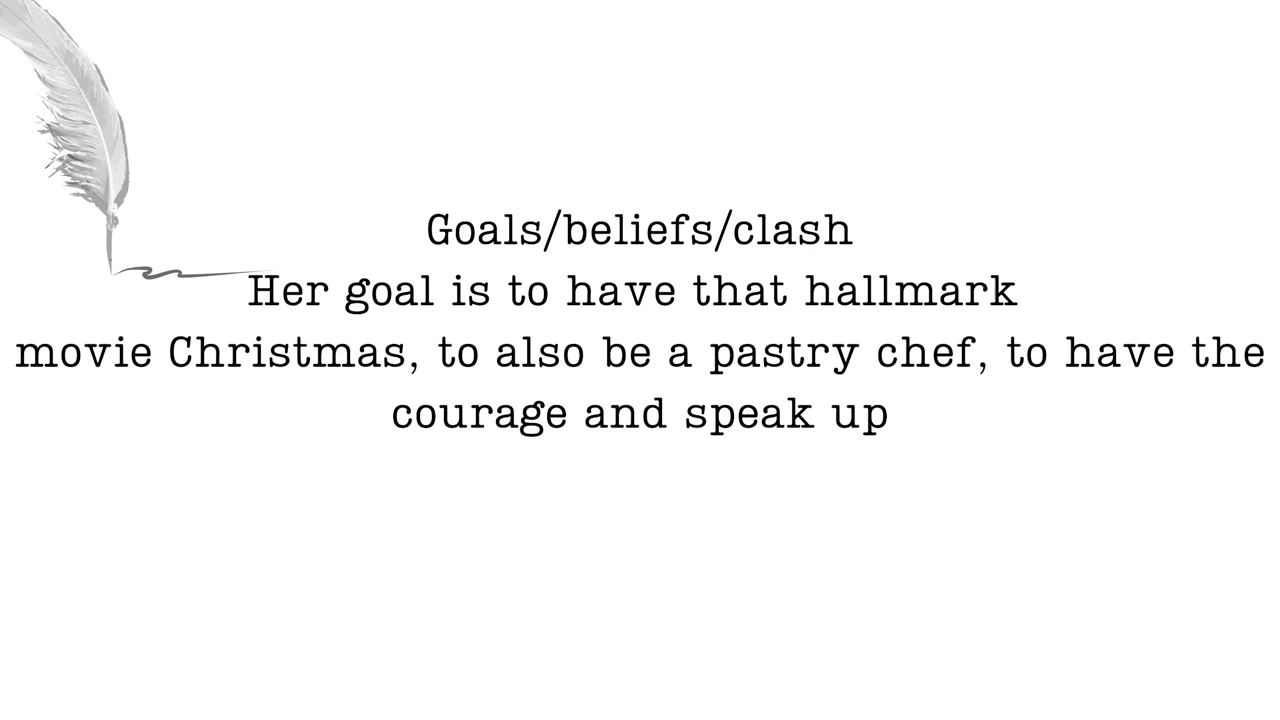 Goals/beliefs/clash
Her goal is to have that hallmark
movie Christmas, to also be a pastry chef, to have the
courage and speak up